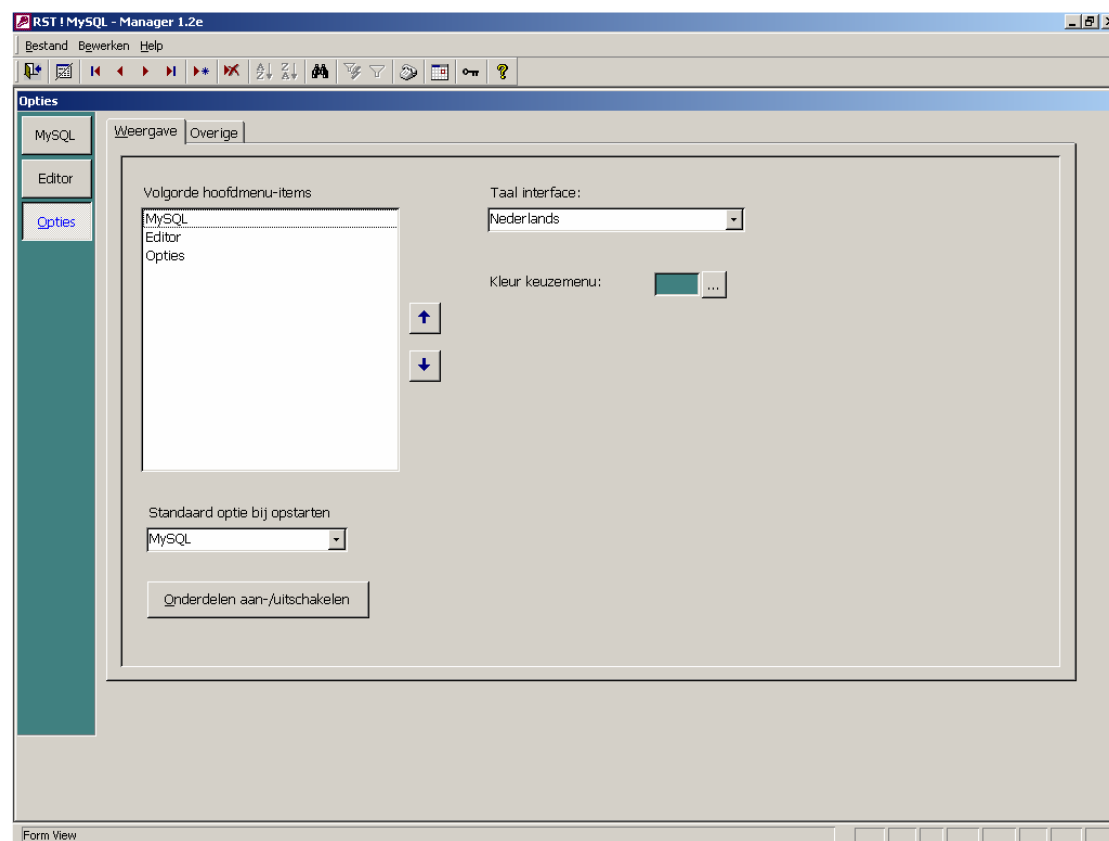 RST ! MySQL - Manager 1.2e
Bestand Bewerken Help
Opties
MySQL
Editor
Opties
Weergave Overige
Volgorde hoofdmenu-items
MySQL
Editor
Opties
Taal interface:
Nederlands
Kleur keuzemenu:
...
Standaard optie bij opstarten
MySQL
Onderdelen aan-/uitschakelen
Form View